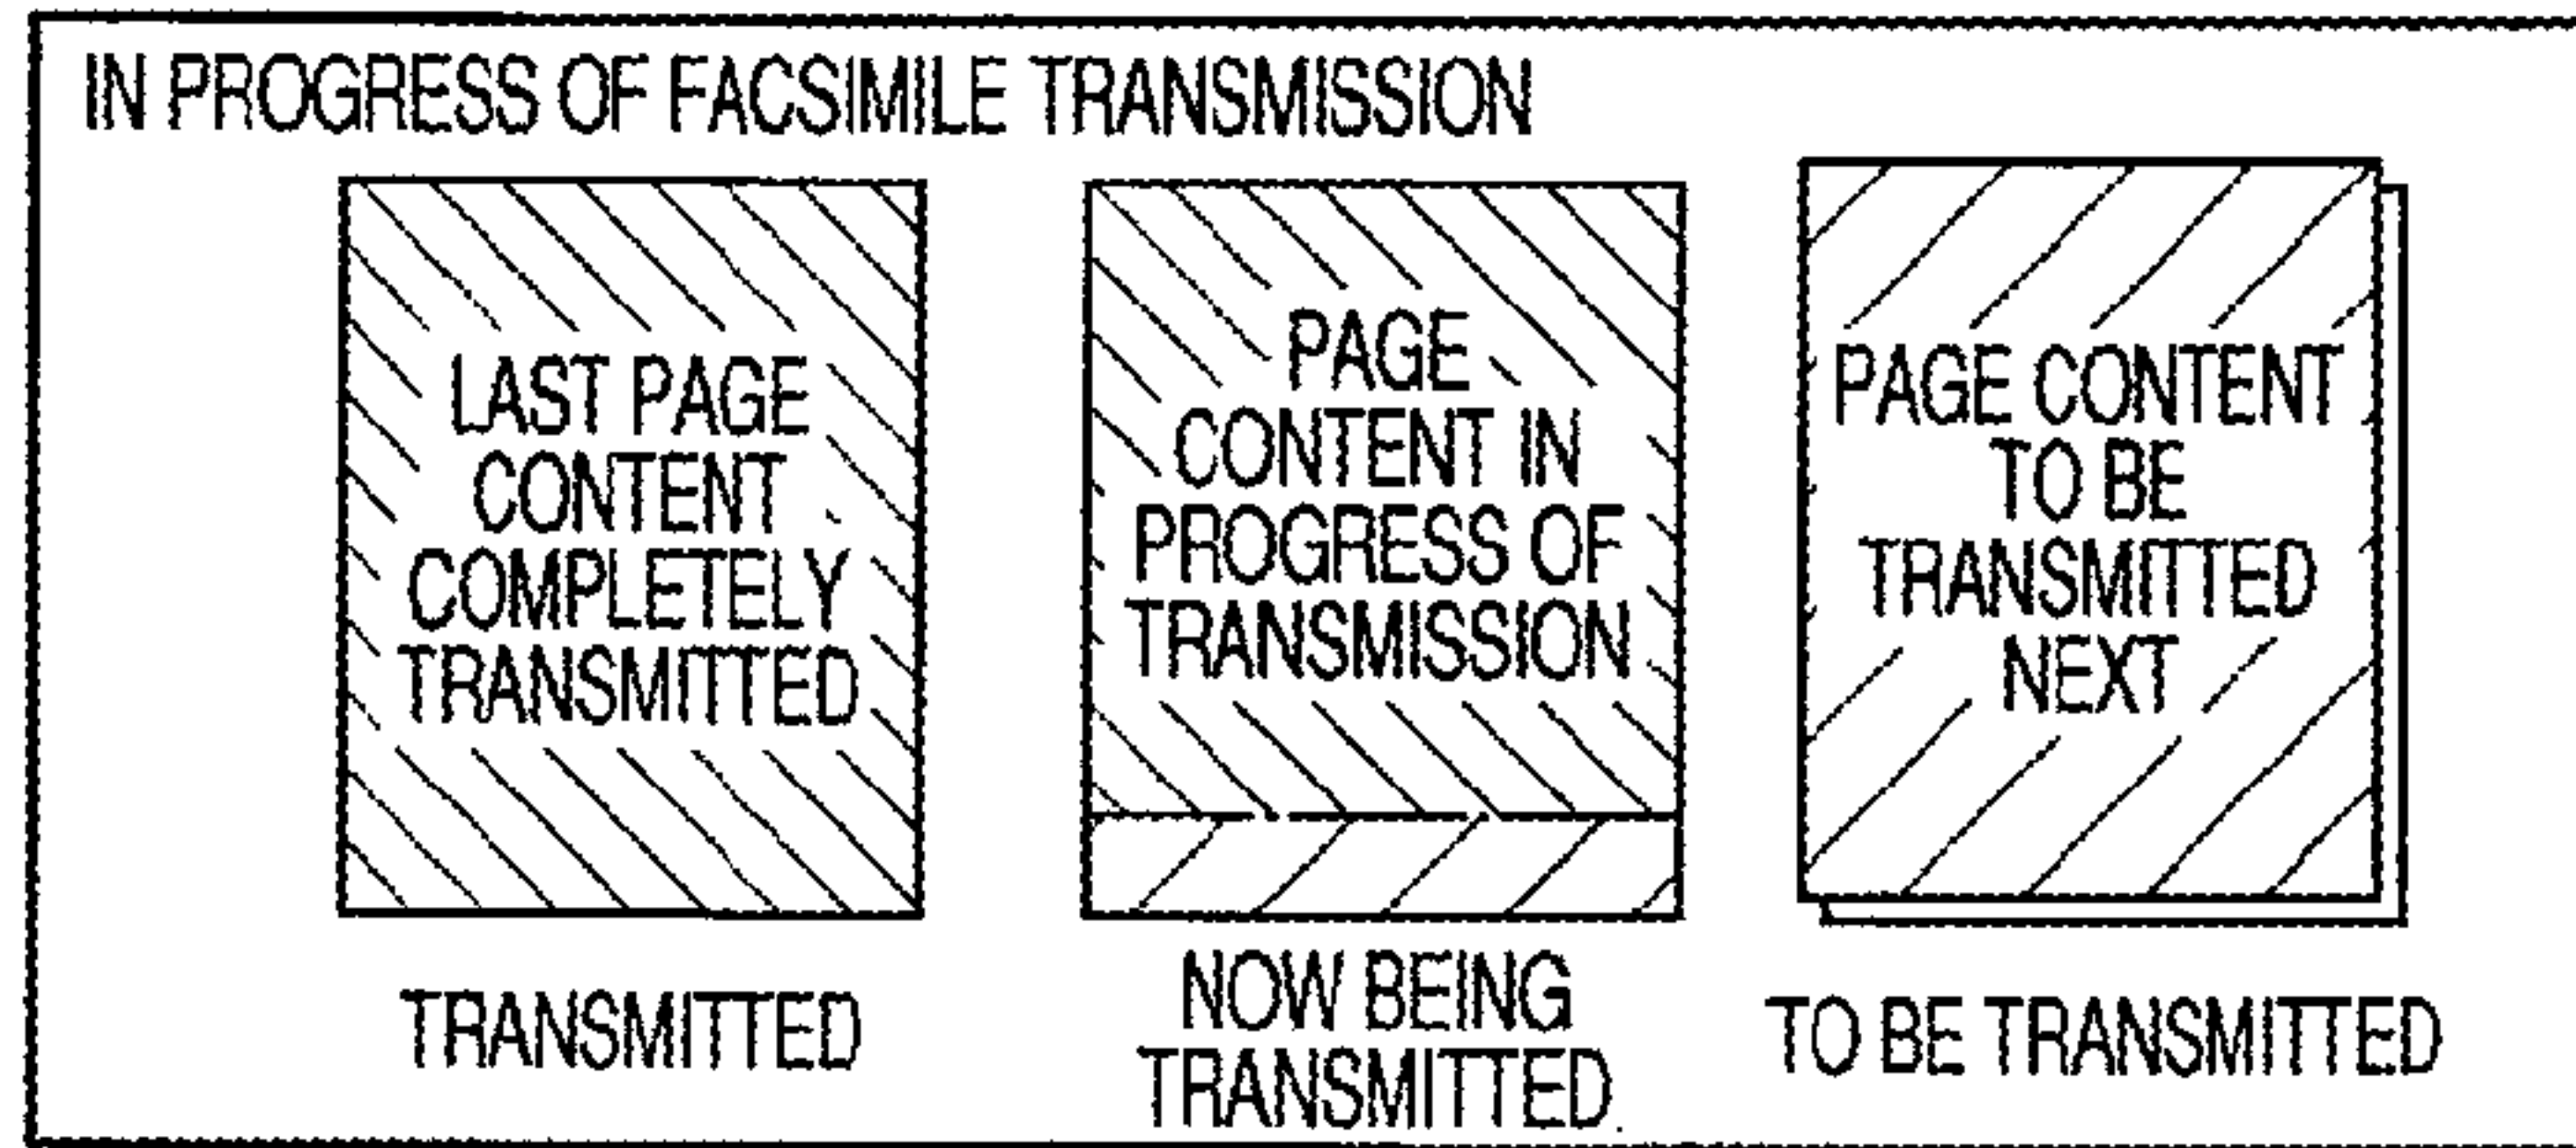 IN PROGRESS OF FACSIMILE TRANSMISSION
LAST PAGE
CONTENT
COMPLETELY
TRANSMITTED
PAGE
CONTENT IN
PROGRESS OF
TRANSMISSION
PAGE CONTENT
TO BE
TRANSMITTED
NEXT
TRANSMITTED
NOW BEING
TRANSMITTED
TO BE TRANSMITTED